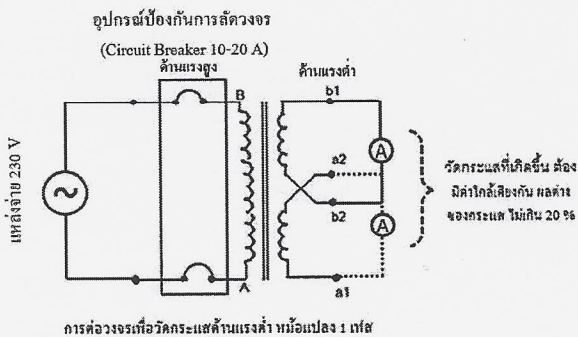 อุปกรณ์ป้องกันการลัดวงจร
(Circuit Breaker 10-20 A)
ด้านแรงสูง
ด้านแรงต่ำ
B
b1
A
a2
b2
A
A
a1
แหล่งจ่าย 230 V
วัดกระแสที่เกิดขึ้น ต้อง
มีค่าใกล้เคียงกัน ผลต่าง
ของกระแส ไม่เกิน 20 %
การต่อวงจรเพื่อวัดกระแสด้านแรงต่ำ หม้อแปลง 1 เฟส